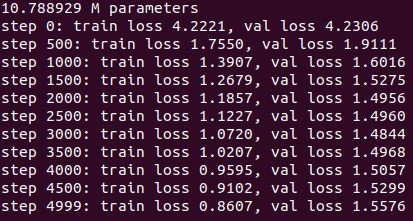 10.788929 M parameters
step 0: train loss 4.2221, val loss 4.2306
step 500: train loss 1.7550, val loss 1.9111
step 1000: train loss 1.3907, val loss 1.6016
step 1500: train loss 1.2679, val loss 1.5275
step 2000: train loss 1.1857, val loss 1.4956
step 2500: train loss 1.1227, val loss 1.4960
step 3000: train loss 1.0720, val loss 1.4844
step 3500: train loss 1.0207, val loss 1.4968
step 4000: train loss 0.9595, val loss 1.5057
step 4500: train loss 0.9102, val loss 1.5299
step 4999: train loss 0.8607, val loss 1.5576